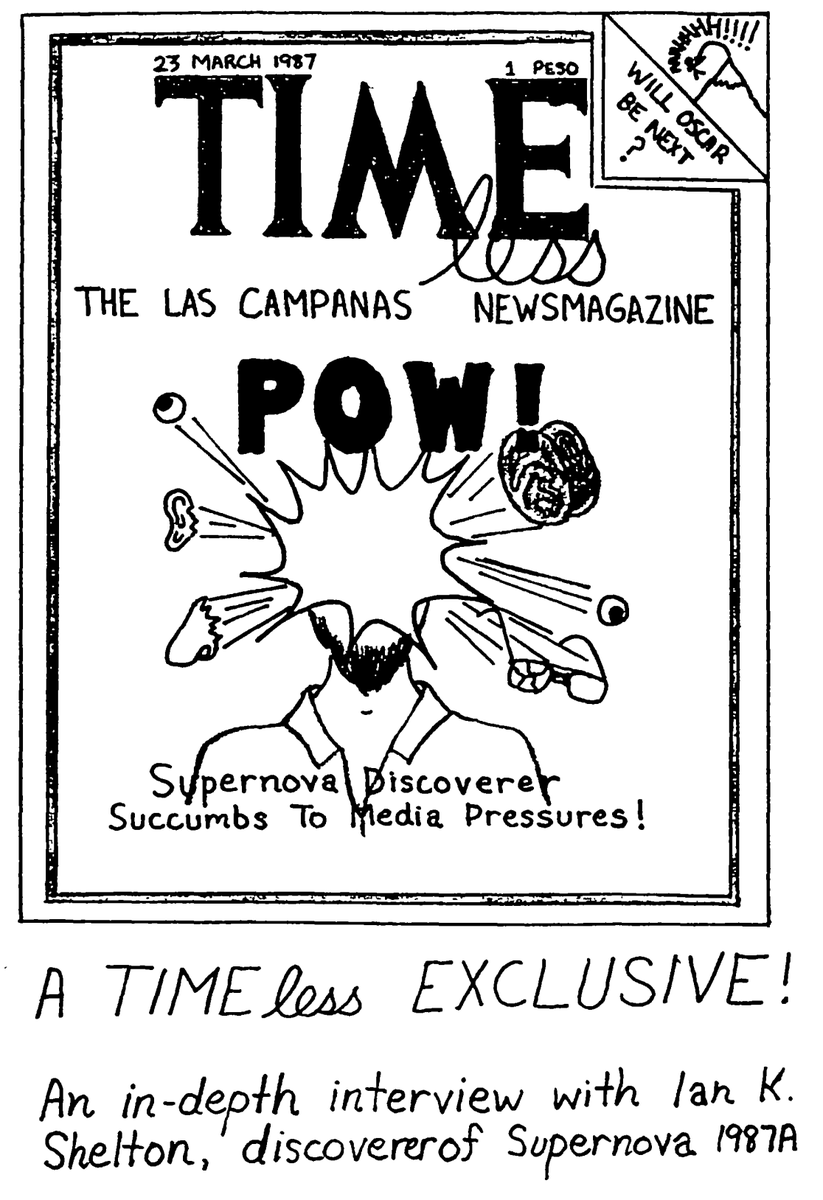 23 MARCH 1987
1 PESO
TIME
less
AHHHHH!!!!
WILL OSCAR
BE NEXT
?
THE LAS CAMPANAS NEWSMAGAZINE
POW!
Supernova Discoverer
Succumbs To Media Pressures!
A TIMEless EXCLUSIVE!
An in-depth interview with Ian K.
Shelton, discovererof Supernova 1987A